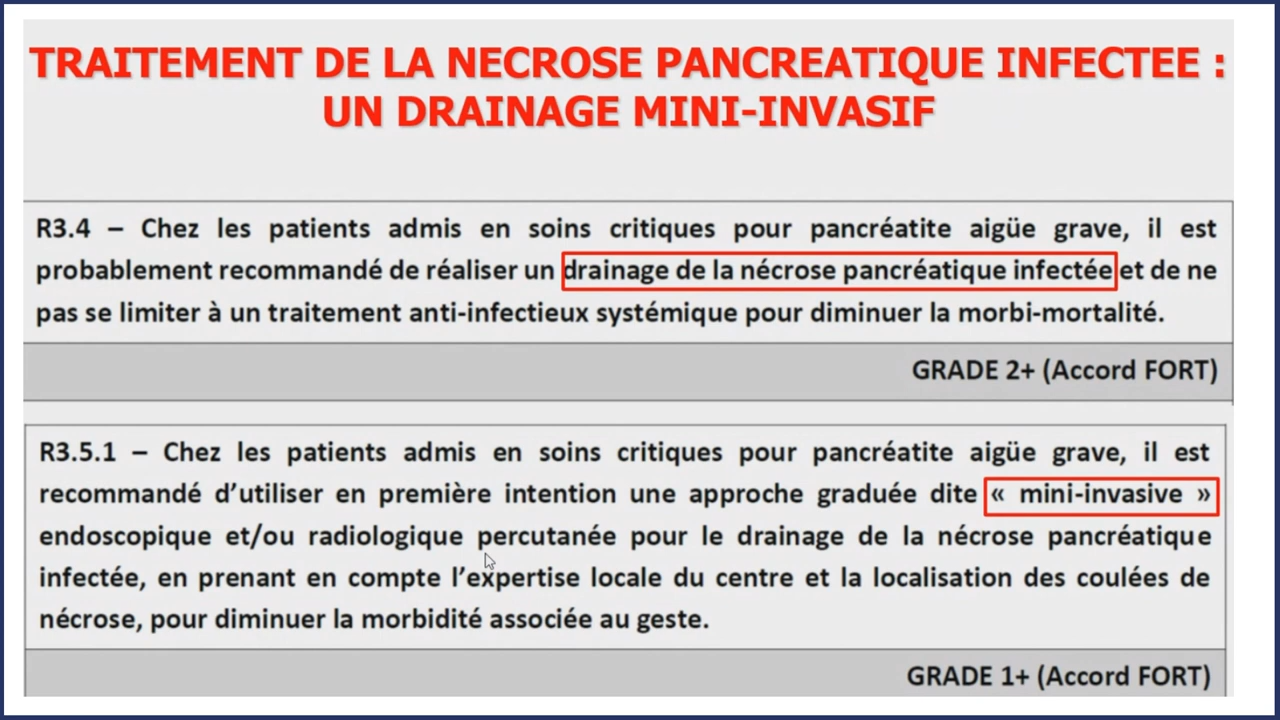 TRAITEMENT DE LA NECROSE PANCREATIQUE INFECTEE :
UN DRAINAGE MINI-INVASIF
R3.4 – Chez les patients admis en soins critiques pour pancréatite aigüe grave, il est
probablement recommandé de réaliser un drainage de la nécrose pancréatique infectée et de ne
pas se limiter à un traitement anti-infectieux systémique pour diminuer la morbi-mortalité.
GRADE 2+ (Accord FORT)
R3.5.1 – Chez les patients admis en soins critiques pour pancréatite aigüe grave, il est
recommandé d’utiliser en première intention une approche graduée dite « mini-invasive »
endoscopique et/ou radiologique percutanée pour le drainage de la nécrose pancréatique
infectée, en prenant en compte l’expertise locale du centre et la localisation des coulées de
nécrose, pour diminuer la morbidité associée au geste.
GRADE 1+ (Accord FORT)